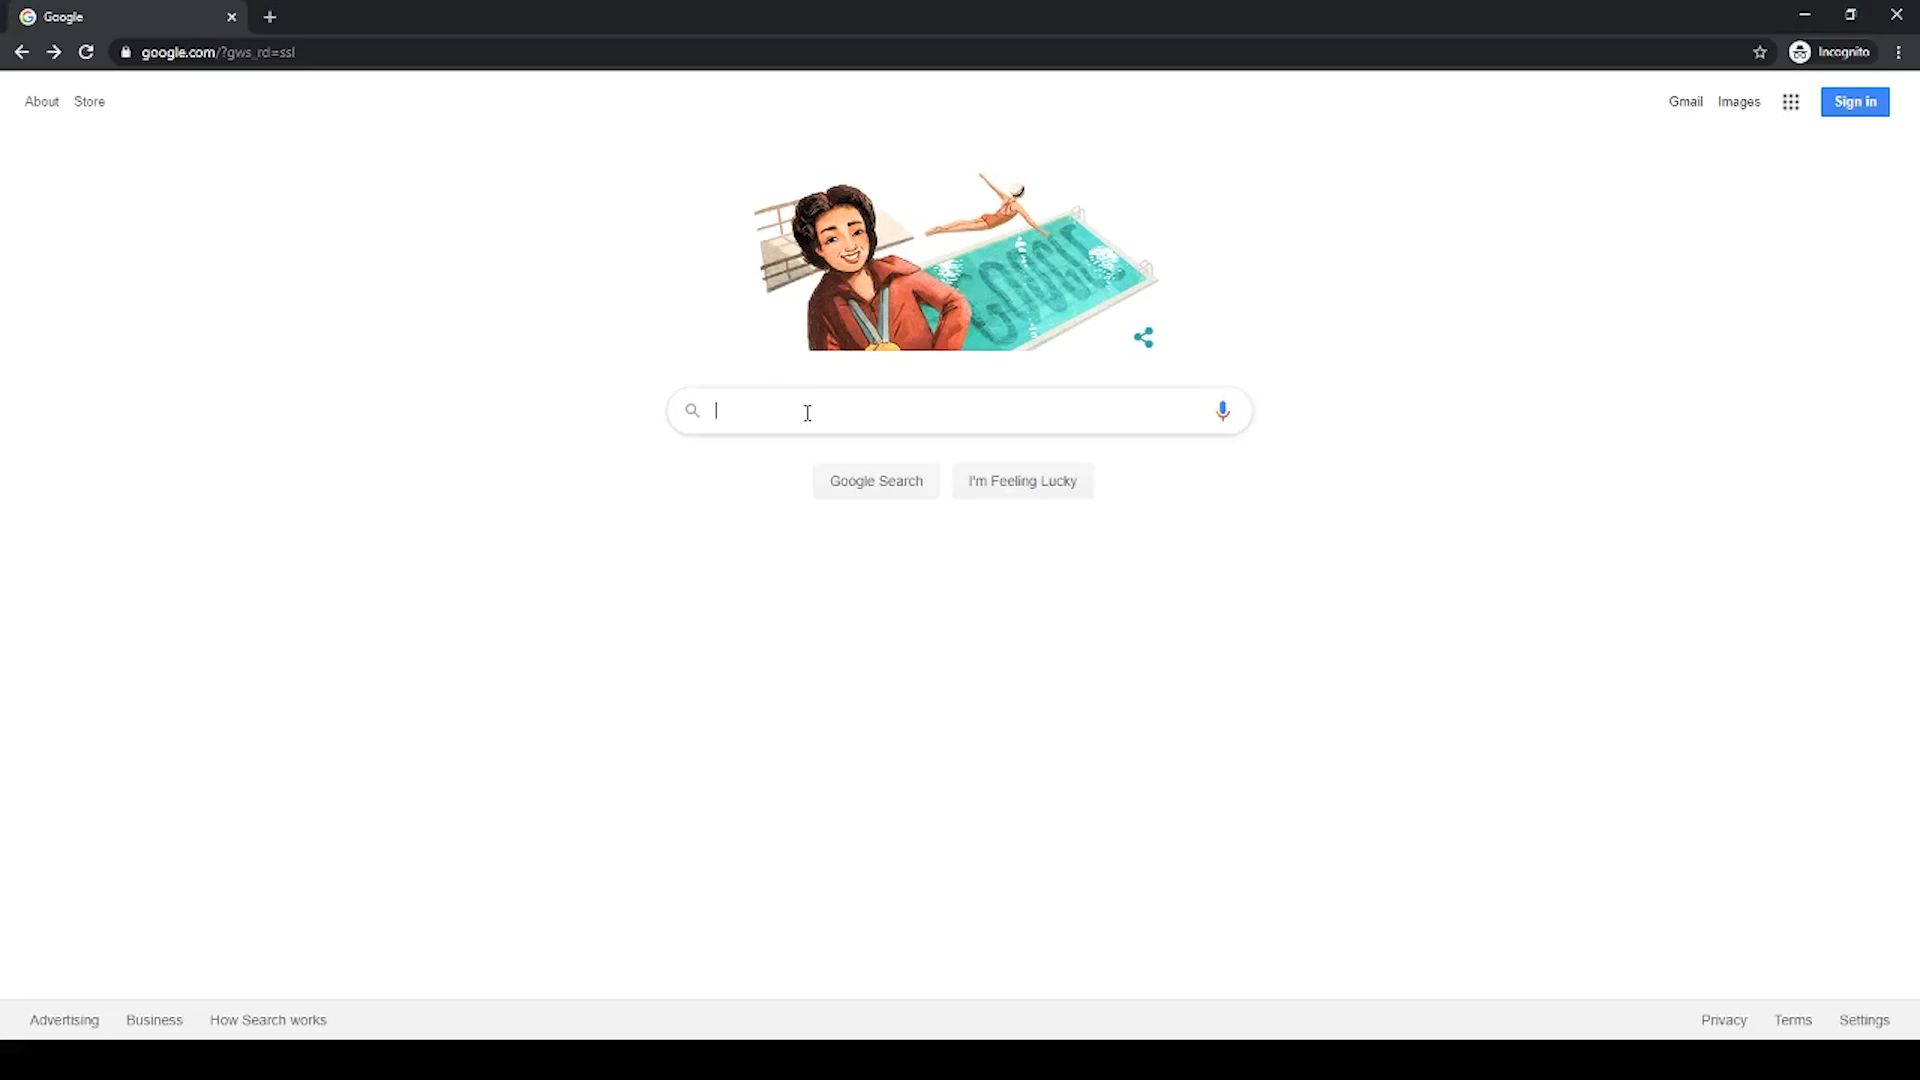 Google
google.com/?gws_rd=ssl
Incognito
About Store
Gmail Images Sign in
GOOGLE
Google Search I'm Feeling Lucky
Advertising Business How Search works
Privacy Terms Settings